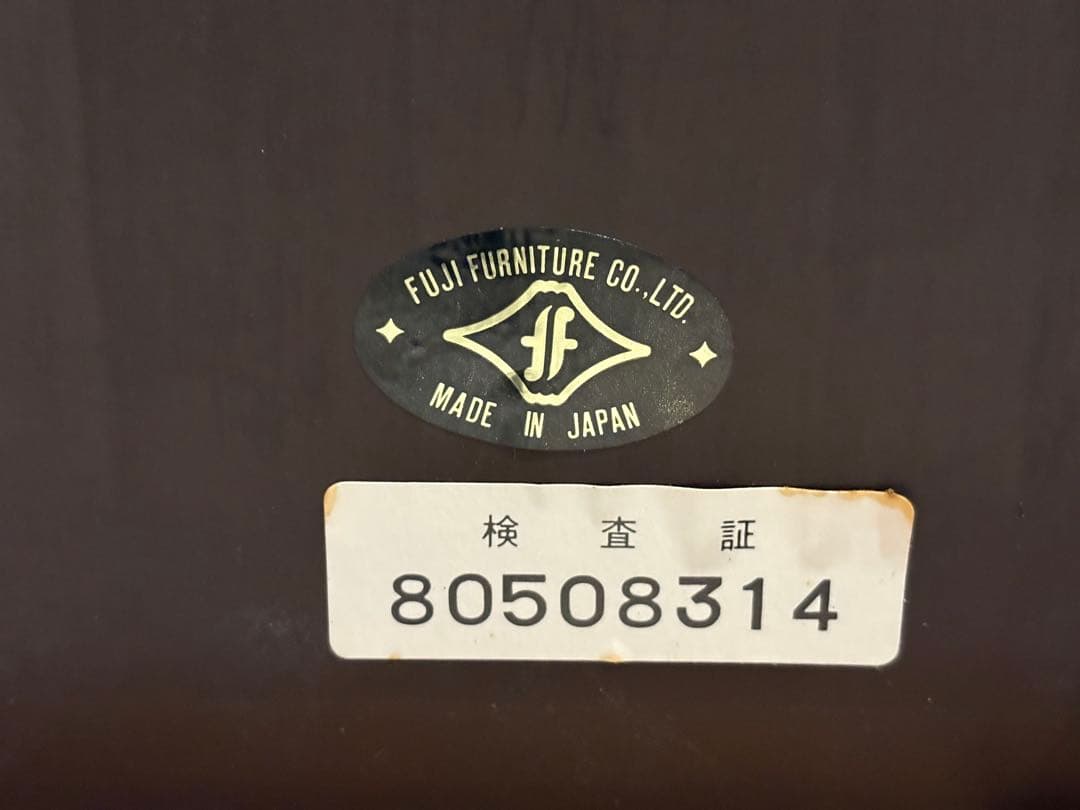 FUJI FURNITURE CO.,LTD.
ff
MADE IN JAPAN
検査証
80508314